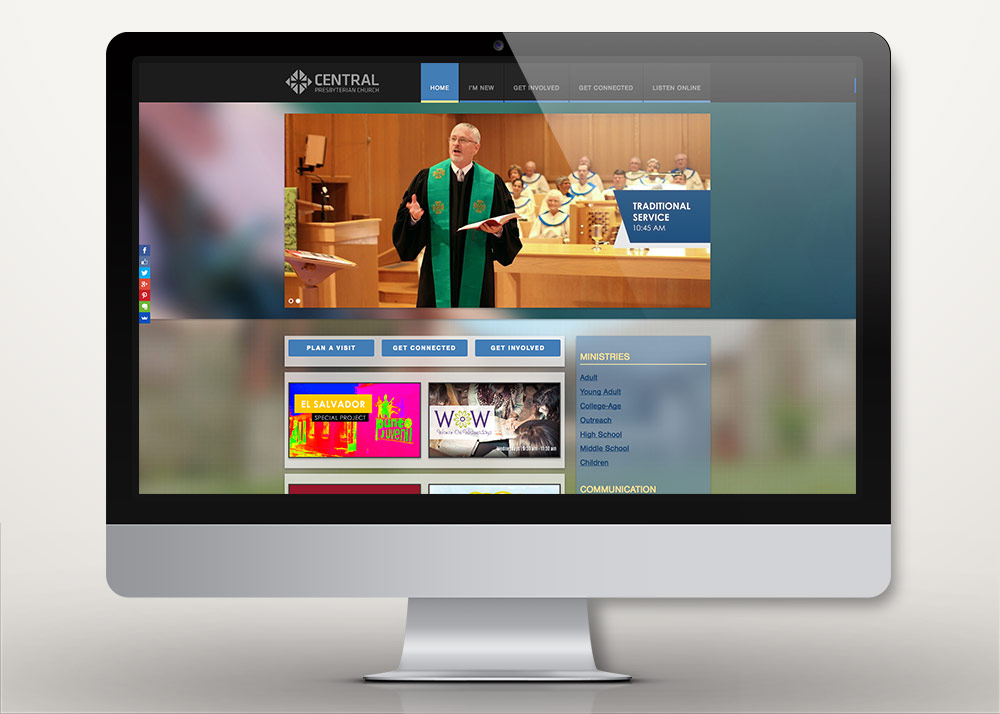 CENTRAL
PRESBYTERIAN CHURCH
HOME
I'M NEW
GET INVOLVED
GET CONNECTED
LISTEN ONLINE
TRADITIONAL
SERVICE
10:45 AM
PLAN A VISIT
GET CONNECTED
GET INVOLVED
EL SALVADOR
SPECIAL PROJECT
WOW
MINISTRIES
Adult
Young Adult
College-Age
Outreach
High School
Middle School
Children
COMMUNICATION